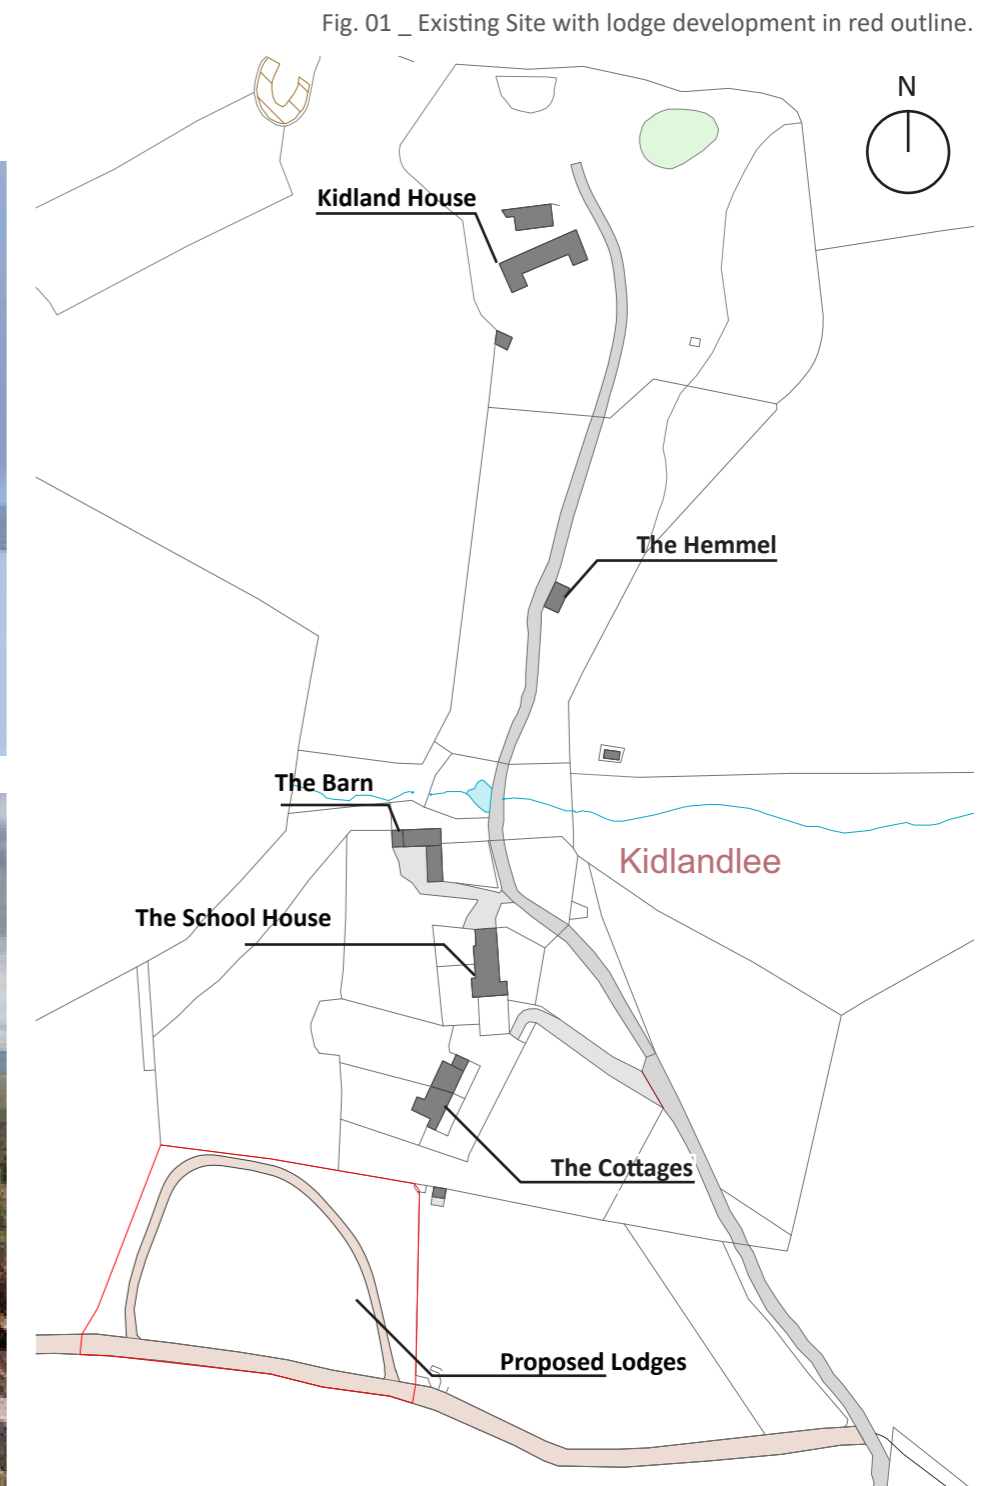 Fig. 01 _ Existing Site with lodge development in red outline.
N
Kidland House
The Hemmel
The Barn
Kidlandlee
The School House
The Cottages
Proposed Lodges